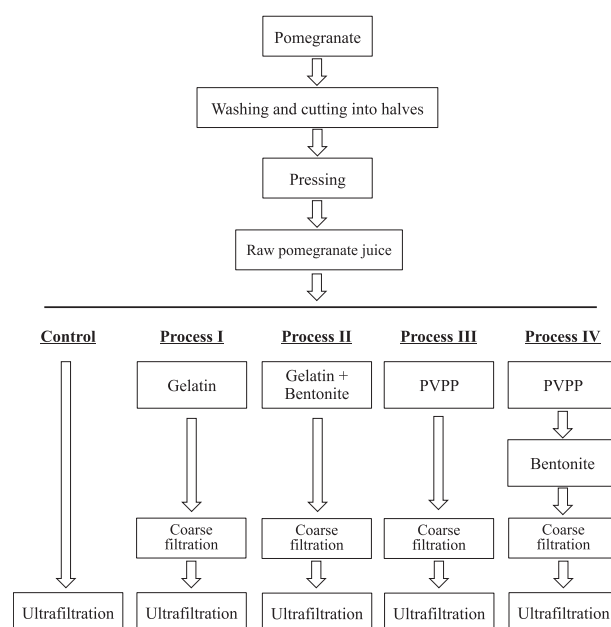 Pomegranate
Washing and cutting into halves
Pressing
Raw pomegranate juice
Control
Process I
Process II
Process III
Process IV
Gelatin
Gelatin +
Bentonite
PVPP
PVPP
Bentonite
Coarse
filtration
Coarse
filtration
Coarse
filtration
Coarse
filtration
Ultrafiltration
Ultrafiltration
Ultrafiltration
Ultrafiltration
Ultrafiltration